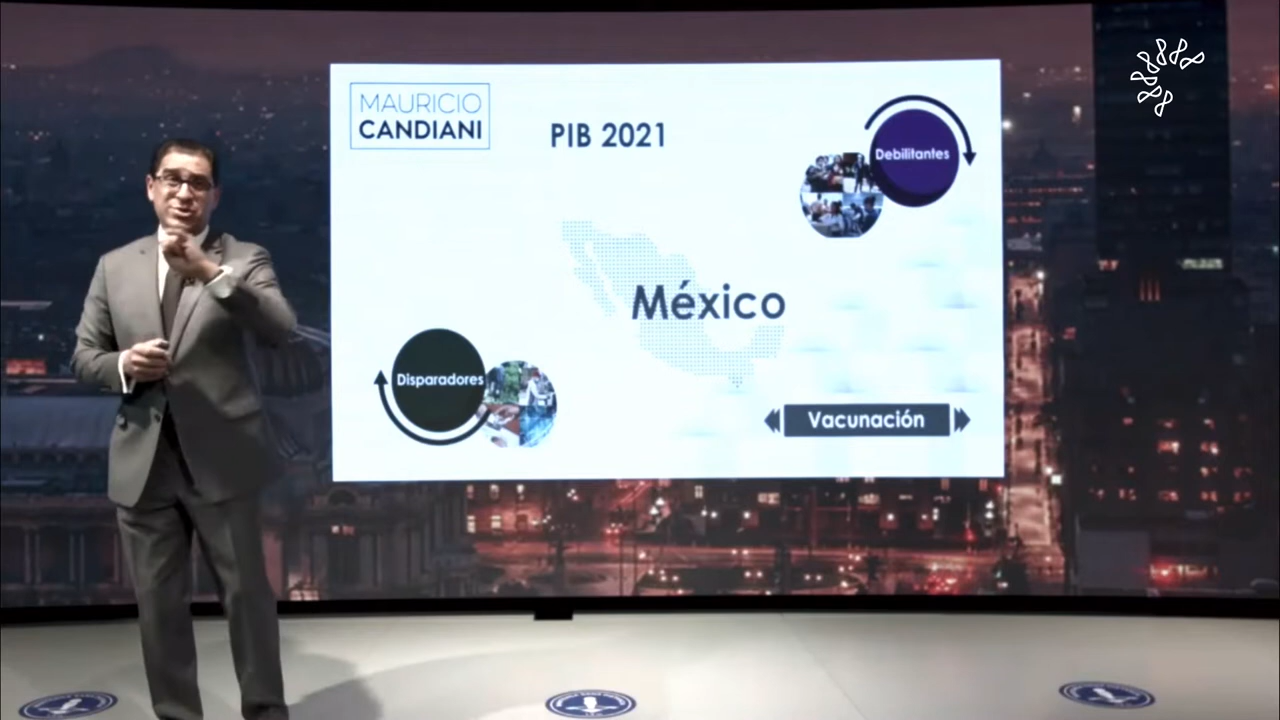 MAURICIO
CANDIANI
PIB 2021
Debilitantes
México
Disparadores
Vacunación